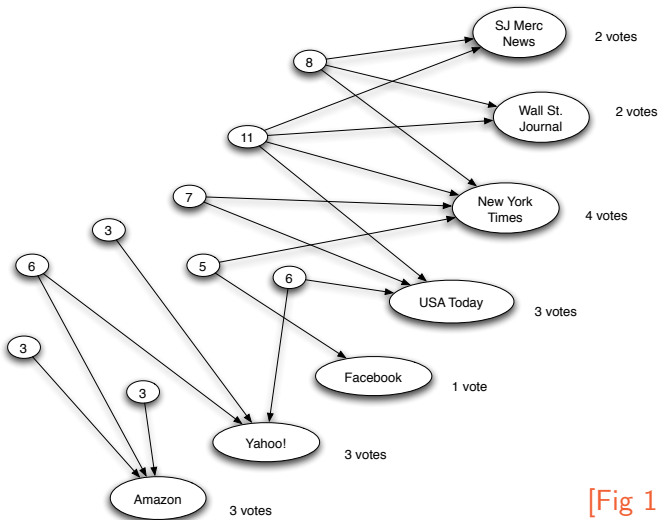 SJ Merc
News
2 votes
8
Wall St.
Journal
2 votes
11
7
New York
Times
4 votes
3
6
5
6
USA Today
3 votes
3
Facebook
1 vote
3
Yahoo!
3 votes
Amazon
3 votes
[Fig 1